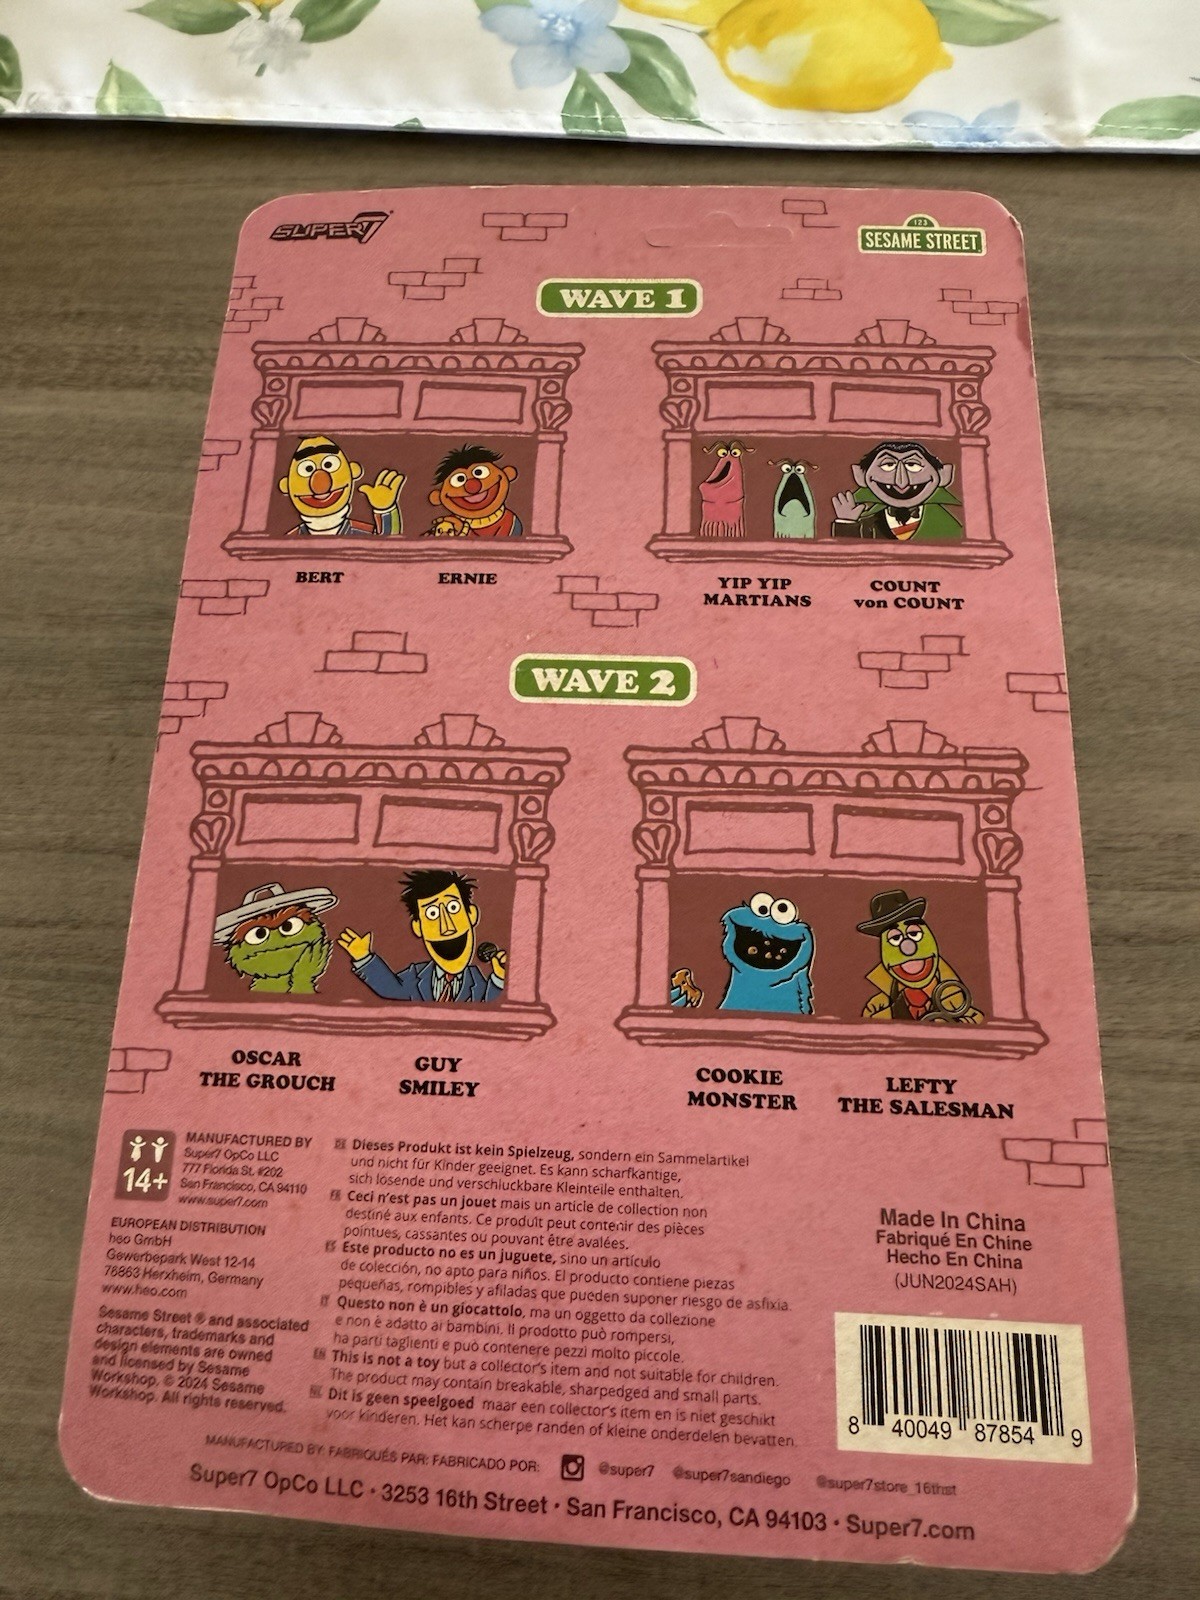 SUPER7
123
SESAME STREET
WAVE 1
BERT
ERNIE
YIP YIP
MARTIANS
COUNT
von COUNT
WAVE 2
OSCAR
THE GROUCH
GUY
SMILEY
COOKIE
MONSTER
LEFTY
THE SALESMAN
14+
MANUFACTURED BY
Super7 OpCo LLC
777 Florida St. #202
San Francisco, CA 94110
www.super7.com
EUROPEAN DISTRIBUTION
heo GmbH
Gewerbepark West 12-14
76863 Herxheim, Germany
www.heo.com
Sesame Street ® and associated
characters, trademarks and
design elements are owned
and licensed by Sesame
Workshop. © 2024 Sesame
Workshop. All rights reserved.
Dieses Produkt ist kein Spielzeug, sondern ein Sammelartikel
und nicht für Kinder geeignet. Es kann scharfkantige,
sich lösende und verschluckbare Kleinteile enthalten.
Ceci n'est pas un jouet mais un article de collection non
destiné aux enfants. Ce produit peut contenir des pièces
pointues, cassantes ou pouvant être avalées.
ES Este producto no es un juguete, sino un artículo
de colección, no apto para niños. El producto contiene piezas
pequeñas, rompibles y afiladas que pueden suponer riesgo de asfixia.
IT Questo non è un giocattolo, ma un oggetto da collezione
e non è adatto ai bambini. Il prodotto può rompersi,
ha parti taglienti e può contenere pezzi molto piccole.
EN This is not a toy but a collector's item and not suitable for children.
The product may contain breakable, sharpedged and small parts.
NL Dit is geen speelgoed maar een collector's item en is niet geschikt
voor kinderen. Het kan scherpe randen of kleine onderdelen bevatten.
Made In China
Fabriqué En Chine
Hecho En China
(JUN2024SAH)
8 40049 87854 9
MANUFACTURED BY: FABRIQUÉS PAR: FABRICADO POR:
@super7 @super7sandiego @super7store_16thst
Super7 OpCo LLC • 3253 16th Street • San Francisco, CA 94103 • Super7.com